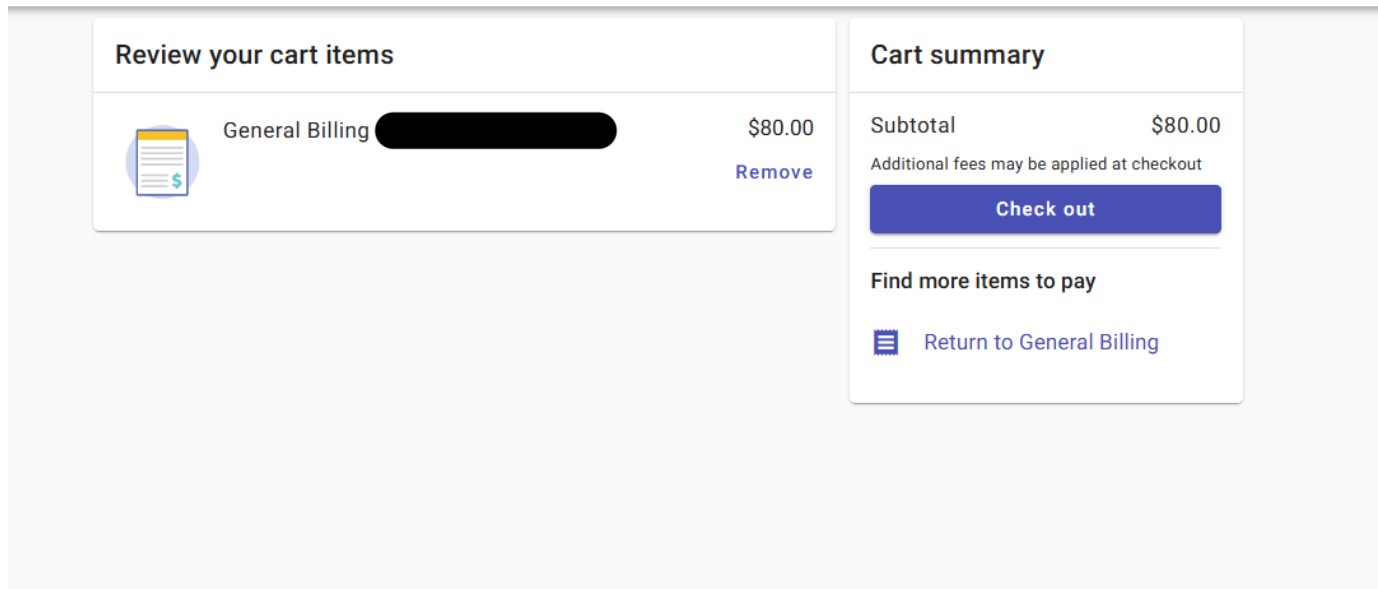 Review your cart items
General Billing
$80.00
Remove
$
Cart summary
Subtotal $80.00
Additional fees may be applied at checkout
Check out
Find more items to pay
Return to General Billing